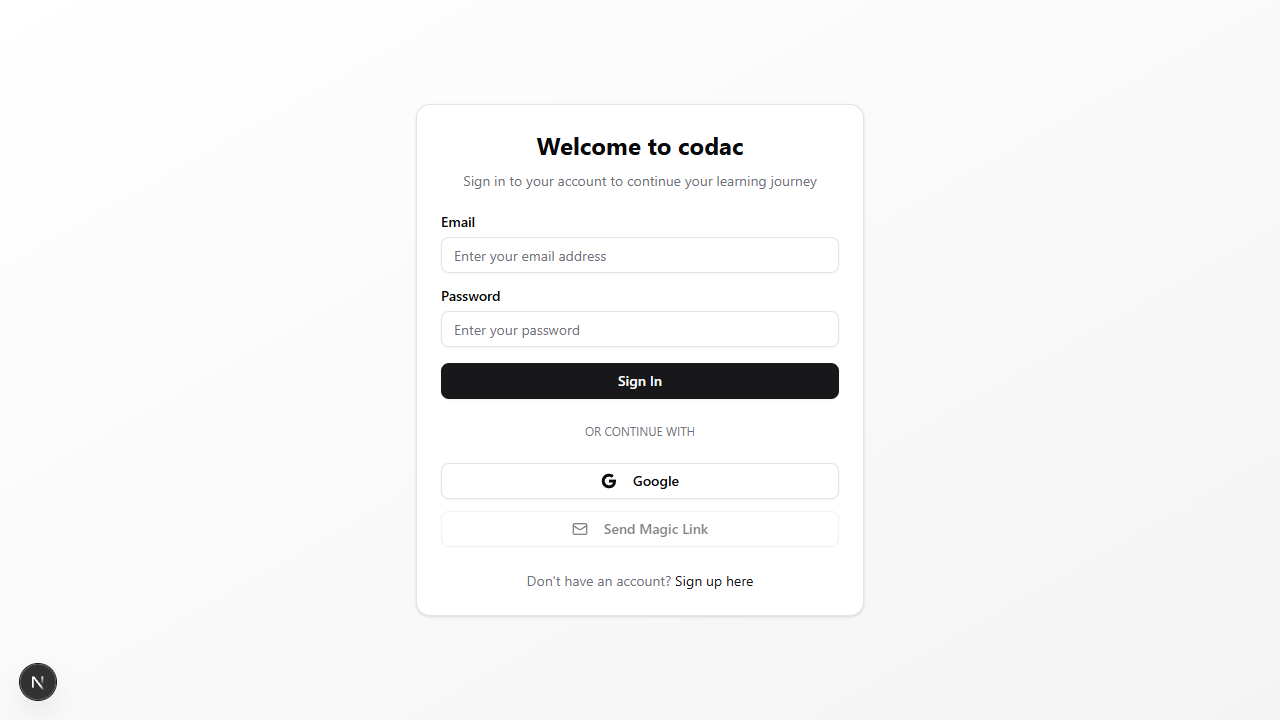 Welcome to codac
Sign in to your account to continue your learning journey
Email
Enter your email address
Password
Enter your password
Sign In
OR CONTINUE WITH
Google
Send Magic Link
Don't have an account? Sign up here
N